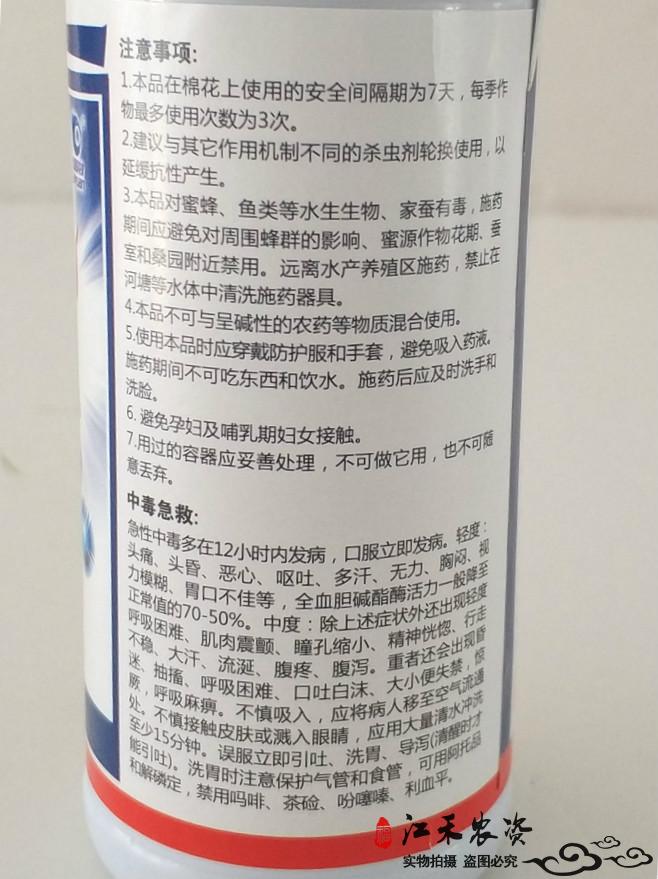 注意事项:
1.本品在棉花上使用的安全间隔期为7天，每季作
物最多使用次数为3次。
2.建议与其它作用机制不同的杀虫剂轮换使用，以
延缓抗性产生。
3.本品对蜜蜂、鱼类等水生生物、家蚕有毒，施药
期间应避免对周围蜂群的影响、蜜源作物花期、蚕
室和桑园附近禁用。远离水产养殖区施药，禁止在
河塘等水体中清洗施药器具。
4.本品不可与呈碱性的农药等物质混合使用。
5.使用本品时应穿戴防护服和手套，避免吸入药液。
施药期间不可吃东西和饮水。施药后应及时洗手和
洗脸。
6. 避免孕妇及哺乳期妇女接触。
7.用过的容器应妥善处理，不可做它用，也不可随
意丢弃。
中毒急救:
急性中毒多在12小时内发病，口服立即发病。轻度：
头痛、头昏、恶心、呕吐、多汗、无力、胸闷、视
力模糊、胃口不佳等，全血胆碱酯酶活力一般降至
正常值的70-50%。中度：除上述症状外还出现轻度
呼吸困难、肌肉震颤、瞳孔缩小、精神恍惚、行走
不稳、大汗、流涎、腹疼、腹泻。重者还会出现昏
迷、抽搐、呼吸困难、口吐白沫、大小便失禁，惊
厥，呼吸麻痹。不慎吸入，应将病人移至空气流通
处。不慎接触皮肤或溅入眼睛，应用大量清水冲洗
至少15分钟。误服立即引吐、洗胃、导泻(清醒时才
能引吐)。洗胃时注意保护气管和食管，可用阿托品
和解磷定，禁用吗啡、茶硷、吩噻嗪、利血平。
江禾农资
实物拍摄 盗图必究